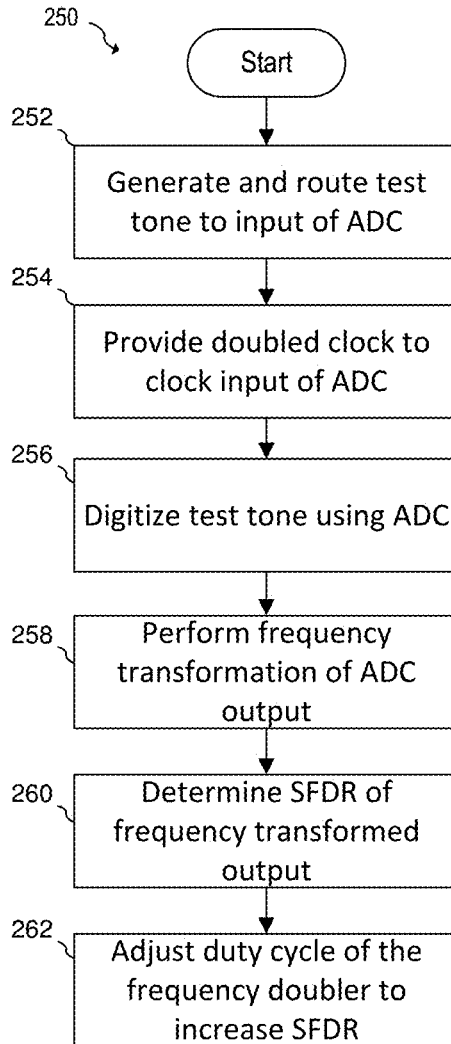 250
Start
252
Generate and route test
tone to input of ADC
254
Provide doubled clock to
clock input of ADC
256
Digitize test tone using ADC
258
Perform frequency
transformation of ADC
output
260
Determine SFDR of
frequency transformed
output
262
Adjust duty cycle of the
frequency doubler to
increase SFDR